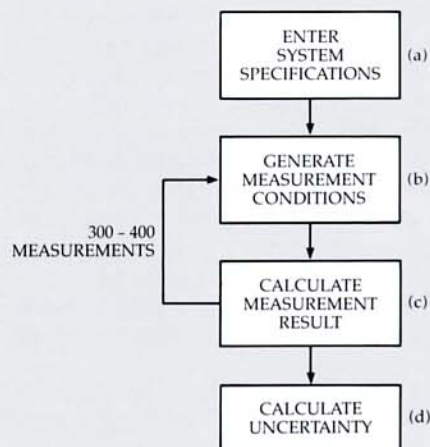 ENTER
SYSTEM
SPECIFICATIONS
(a)
GENERATE
MEASUREMENT
CONDITIONS
(b)
300 – 400
MEASUREMENTS
CALCULATE
MEASUREMENT
RESULT
(c)
CALCULATE
UNCERTAINTY
(d)